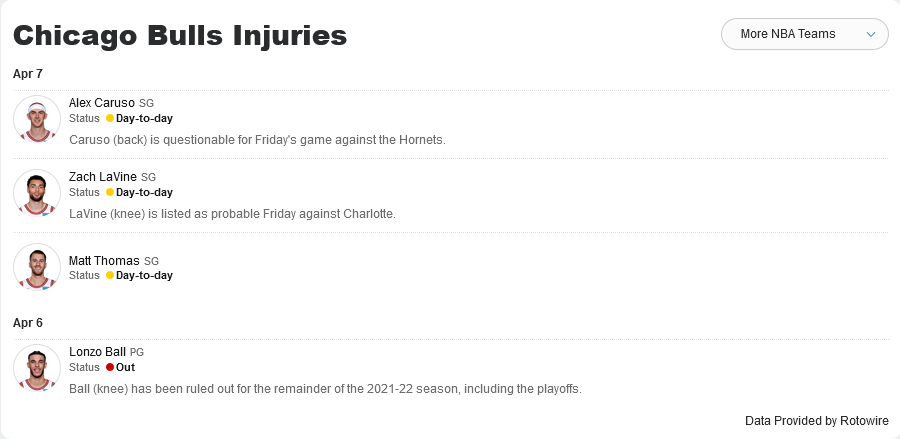 Chicago Bulls Injuries
More NBA Teams
Apr 7
Alex Caruso SG
Status Day-to-day
Caruso (back) is questionable for Friday's game against the Hornets.
Zach LaVine SG
Status Day-to-day
LaVine (knee) is listed as probable Friday against Charlotte.
Matt Thomas SG
Status Day-to-day
Apr 6
Lonzo Ball PG
Status Out
Ball (knee) has been ruled out for the remainder of the 2021-22 season, including the playoffs.
Data Provided by Rotowire